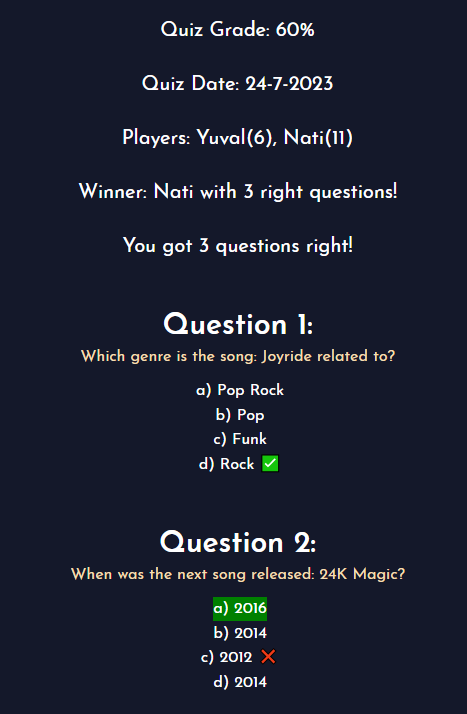 Quiz Grade: 60%
Quiz Date: 24-7-2023
Players: Yuval(6), Nati(11)
Winner: Nati with 3 right questions!
You got 3 questions right!
Question 1:
Which genre is the song: Joyride related to?
a) Pop Rock
b) Pop
c) Funk
d) Rock ✅
Question 2:
When was the next song released: 24K Magic?
a) 2016
b) 2014
c) 2012 ❌
d) 2014